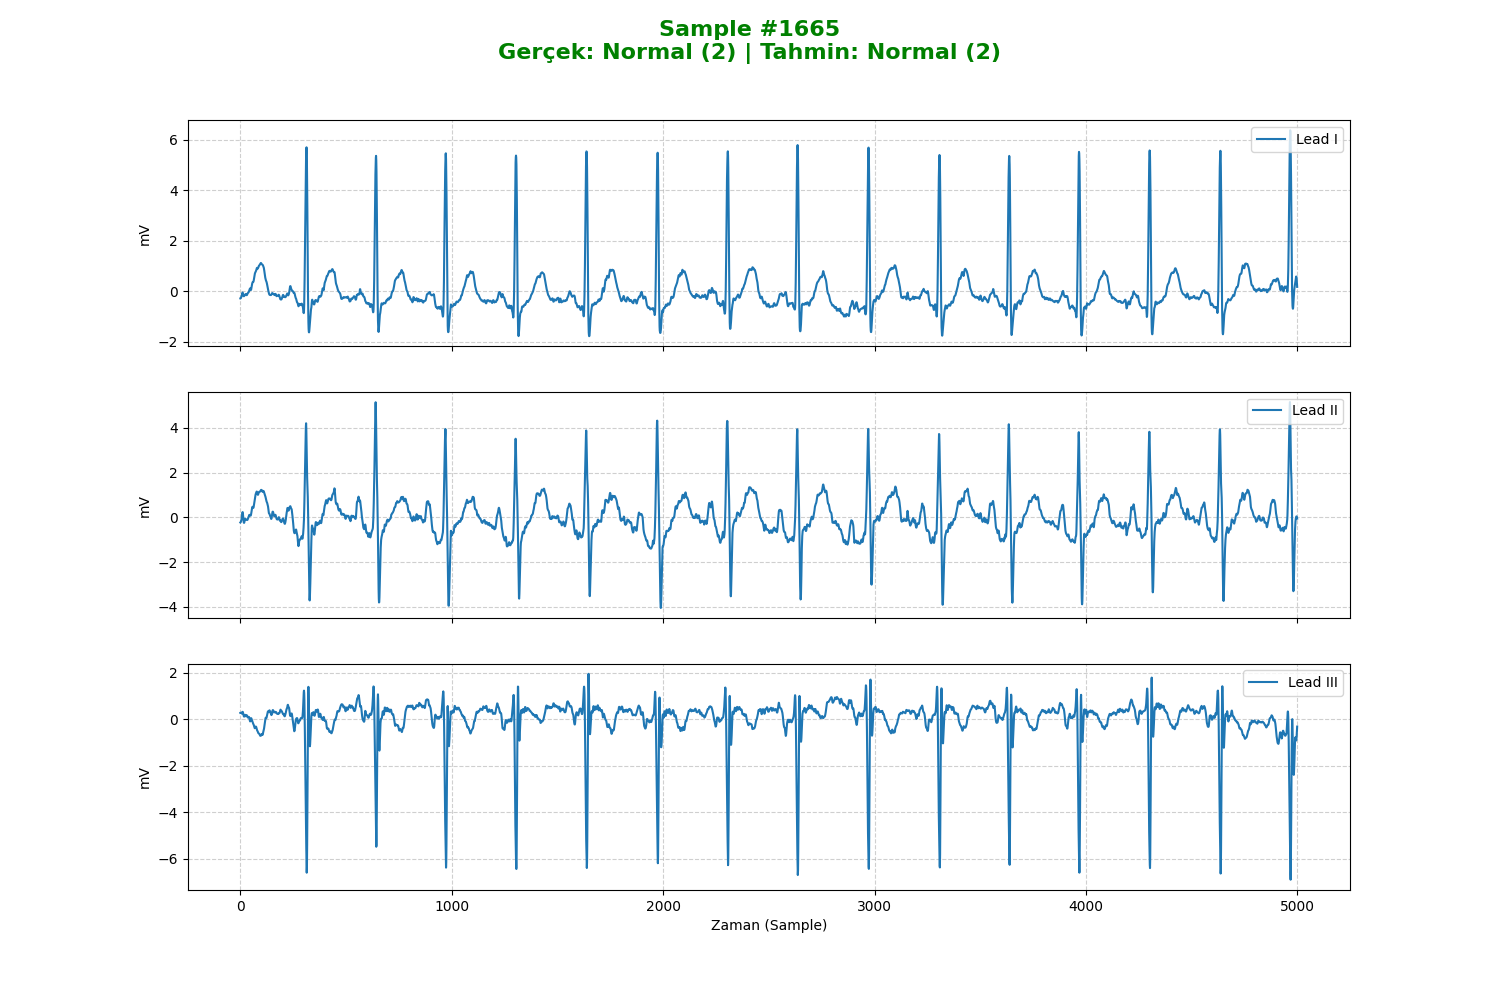 Sample #1665
Gerçek: Normal (2) | Tahmin: Normal (2)
6
4
2
0
−2
mV
Lead I
4
2
0
−2
−4
mV
Lead II
2
0
−2
−4
−6
mV
Lead III
0 1000 2000 3000 4000 5000
Zaman (Sample)